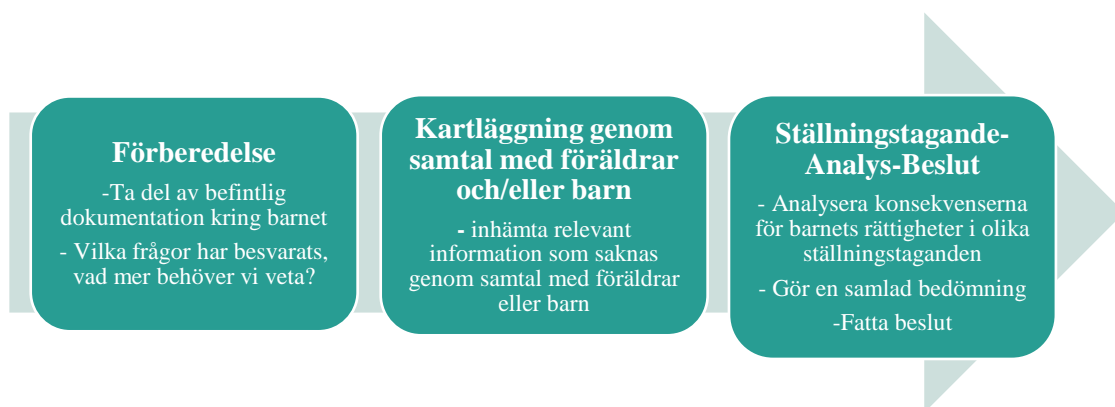 Förberedelse
-Ta del av befintlig
dokumentation kring barnet
- Vilka frågor har besvarats,
vad mer behöver vi veta?
Kartläggning genom
samtal med föräldrar
och/eller barn
- inhämta relevant
information som saknas
genom samtal med föräldrar
eller barn
Ställningstagande-
Analys-Beslut
- Analysera konsekvenserna
för barnets rättigheter i olika
ställningstaganden
- Gör en samlad bedömning
-Fatta beslut